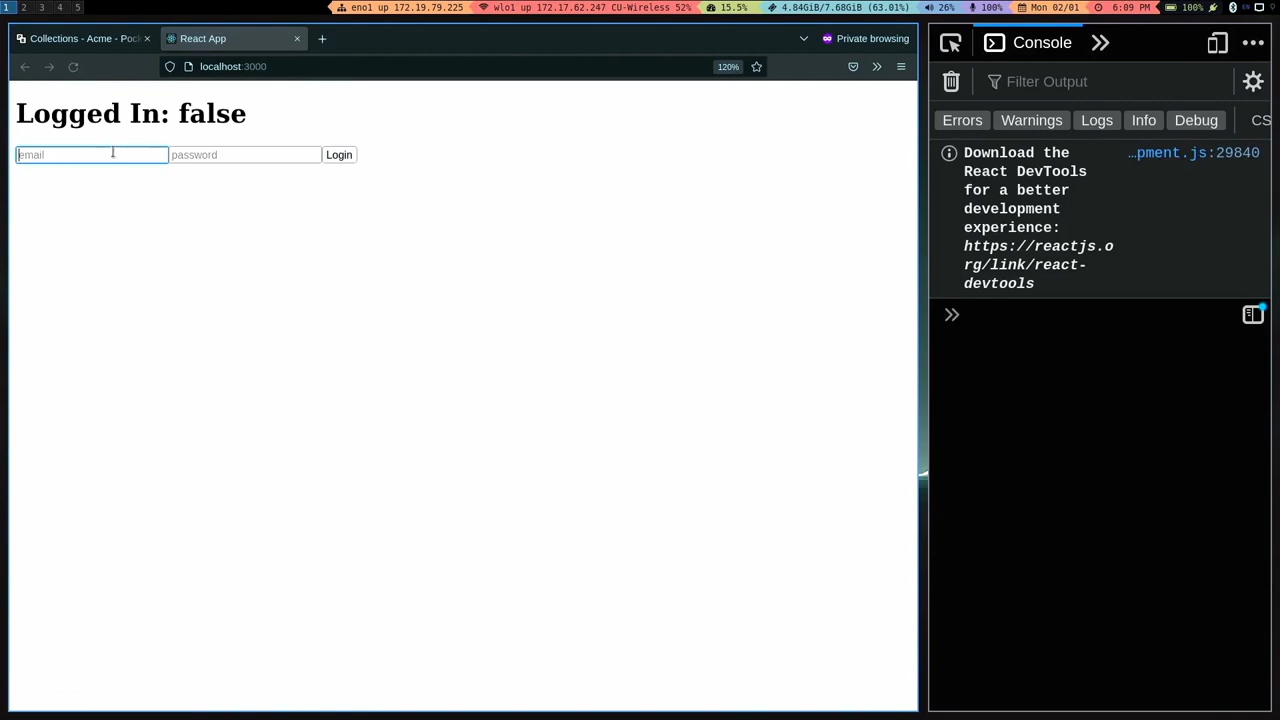 1 2 3 4 5 eno1 up 172.19.79.225 wlo1 up 172.17.62.247 CU-Wireless 52% 15.5% 4.84GiB/7.68GiB (63.01%) 26% 100% Mon 02/01 6:09 PM 100%
Collections - Acme - Pock React App Private browsing
localhost:3000 120%
Logged In: false
email password Login
Console
Filter Output
Errors Warnings Logs Info Debug CS
Download the …pment.js:29840
React DevTools
for a better
development
experience:
https://reactjs.o
rg/link/react-
devtools